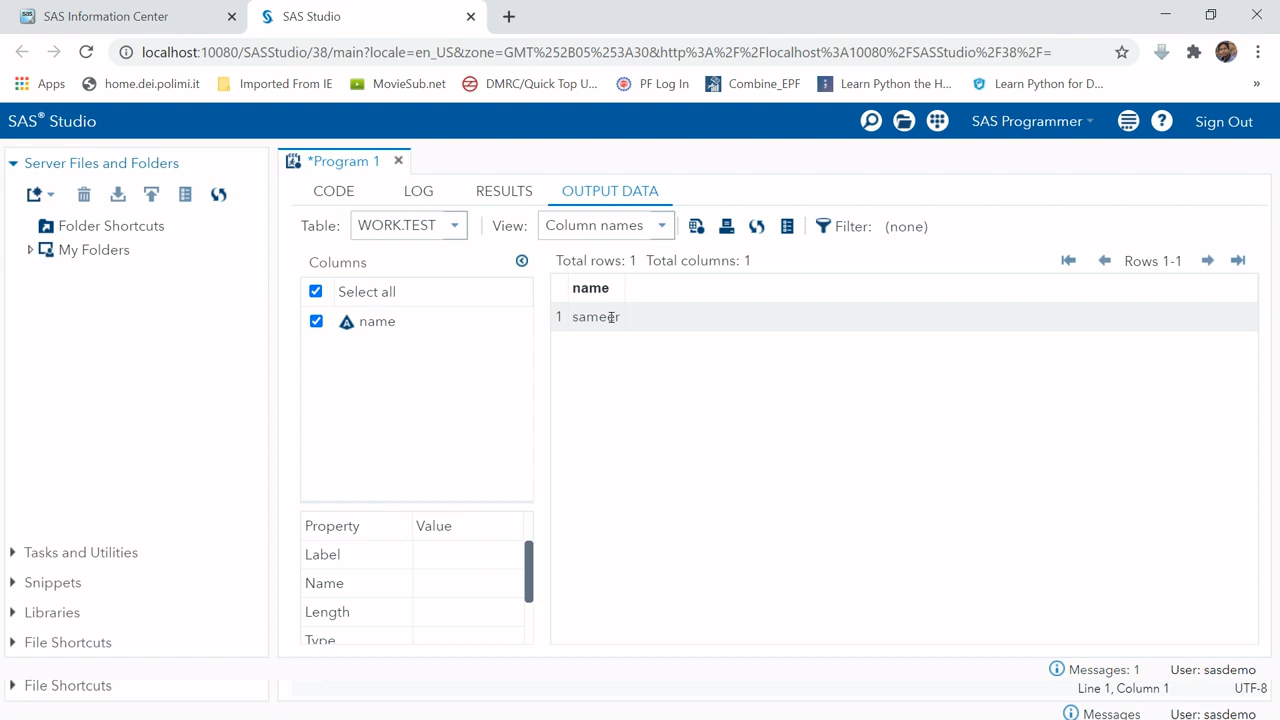 SAS Information Center
SAS Studio
localhost:10080/SASStudio/38/main?locale=en_US&zone=GMT%252B05%253A30&http%3A%2F%2Flocalhost%3A10080%2FSASStudio%2F38%2F=
Apps home.dei.polimi.it Imported From IE MovieSub.net DMRC/Quick Top U... PF Log In Combine_EPF Learn Python the H... Learn Python for D... »
SAS® Studio SAS Programmer Sign Out
Server Files and Folders
Folder Shortcuts
My Folders
Tasks and Utilities
Snippets
Libraries
File Shortcuts
File Shortcuts
*Program 1
CODE LOG RESULTS OUTPUT DATA
Table: WORK.TEST View: Column names Filter: (none)
Columns
Select all
name
Property Value
Label
Name
Length
Type
Total rows: 1 Total columns: 1 Rows 1-1
name
1 sameer
Messages: 1 User: sasdemo
Line 1, Column 1 UTF-8
Messages User: sasdemo